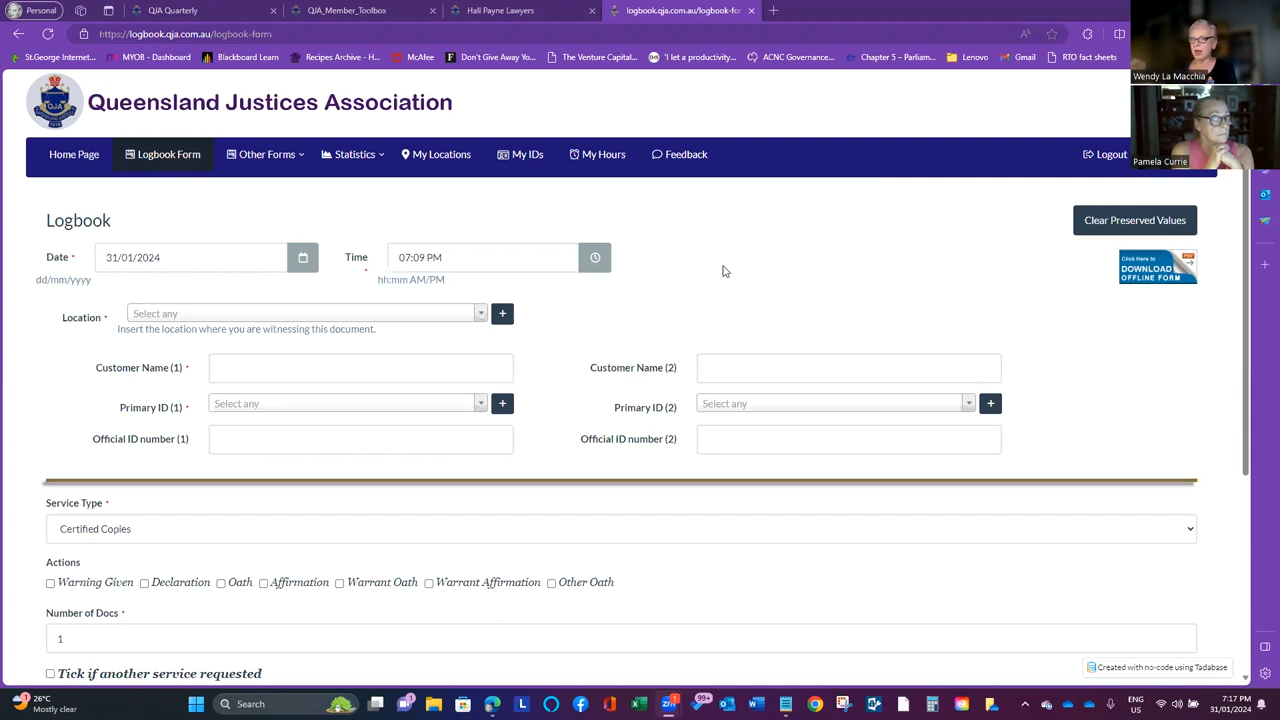 Personal
QJA Quarterly
QJA_Member_Toolbox
Hall Payne Lawyers
logbook.qja.com.au/logbook-for
https://logbook.qja.com.au/logbook-form
St.George Internet...
MYOB - Dashboard
Blackboard Learn
Recipes Archive - H...
McAfee
Don't Give Away Yo...
The Venture Capital...
'I let a productivity...
ACNC Governance...
Chapter 5 – Parliam...
Lenovo
Gmail
RTO fact sheets
Wendy La Macchia
Pamela Currie
Queensland Justices Association
Home Page
Logbook Form
Other Forms
Statistics
My Locations
My IDs
My Hours
Feedback
Logout
Logbook
Clear Preserved Values
Date *
31/01/2024
dd/mm/yyyy
Time *
07:09 PM
hh:mm AM/PM
Click Here to
DOWNLOAD
OFFLINE FORM
PDF
Location *
Select any
+
Insert the location where you are witnessing this document.
Customer Name (1) *
Customer Name (2)
Primary ID (1) *
Select any
+
Primary ID (2)
Select any
+
Official ID number (1)
Official ID number (2)
Service Type *
Certified Copies
Actions
Warning Given
Declaration
Oath
Affirmation
Warrant Oath
Warrant Affirmation
Other Oath
Number of Docs *
1
Tick if another service requested
Created with no-code using Tadabase
26°C
Mostly clear
Search
99+
ENG
US
7:17 PM
31/01/2024